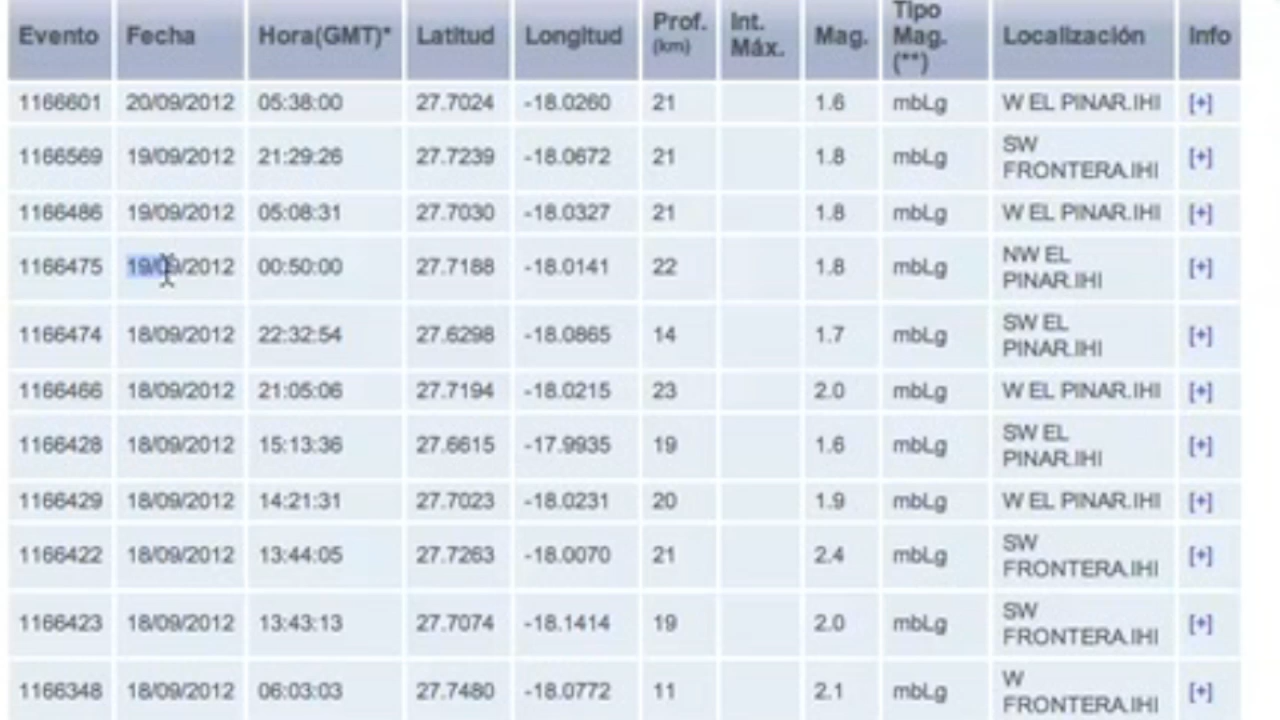 Evento Fecha Hora(GMT)* Latitud Longitud Prof. (km) Int. Máx. Mag. Tipo Mag. (**) Localización Info
1166601 20/09/2012 05:38:00 27.7024 -18.0260 21 1.6 mbLg W EL PINAR.IHI [+]
1166569 19/09/2012 21:29:26 27.7239 -18.0672 21 1.8 mbLg SW FRONTERA.IHI [+]
1166486 19/09/2012 05:08:31 27.7030 -18.0327 21 1.8 mbLg W EL PINAR.IHI [+]
1166475 19/09/2012 00:50:00 27.7188 -18.0141 22 1.8 mbLg NW EL PINAR.IHI [+]
1166474 18/09/2012 22:32:54 27.6298 -18.0865 14 1.7 mbLg SW EL PINAR.IHI [+]
1166466 18/09/2012 21:05:06 27.7194 -18.0215 23 2.0 mbLg W EL PINAR.IHI [+]
1166428 18/09/2012 15:13:36 27.6615 -17.9935 19 1.6 mbLg SW EL PINAR.IHI [+]
1166429 18/09/2012 14:21:31 27.7023 -18.0231 20 1.9 mbLg W EL PINAR.IHI [+]
1166422 18/09/2012 13:44:05 27.7263 -18.0070 21 2.4 mbLg SW FRONTERA.IHI [+]
1166423 18/09/2012 13:43:13 27.7074 -18.1414 19 2.0 mbLg SW FRONTERA.IHI [+]
1166348 18/09/2012 06:03:03 27.7480 -18.0772 11 2.1 mbLg W FRONTERA.IHI [+]